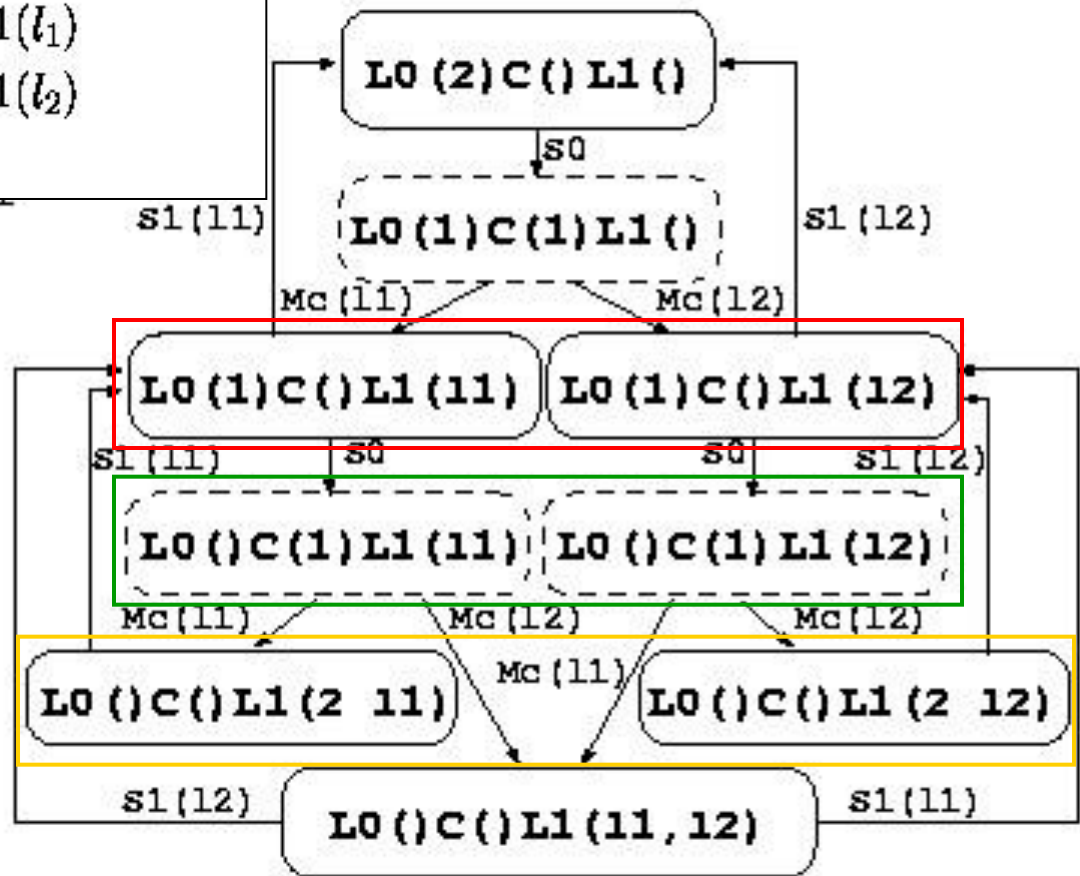 1(l₁)
1(l₂)
L0(2)C()L1()
S0
S1(l1)
S1(l2)
L0(1)C(1)L1()
Mc(l1)
Mc(l2)
L0(1)C()L1(l1)
L0(1)C()L1(l2)
S1(l1)
S0
S0
S1(l2)
L0()C(1)L1(l1)
L0()C(1)L1(l2)
Mc(l1)
Mc(l2)
Mc(l2)
Mc(l1)
L0()C()L1(2 l1)
L0()C()L1(2 l2)
S1(l2)
S1(l1)
L0()C()L1(l1,l2)